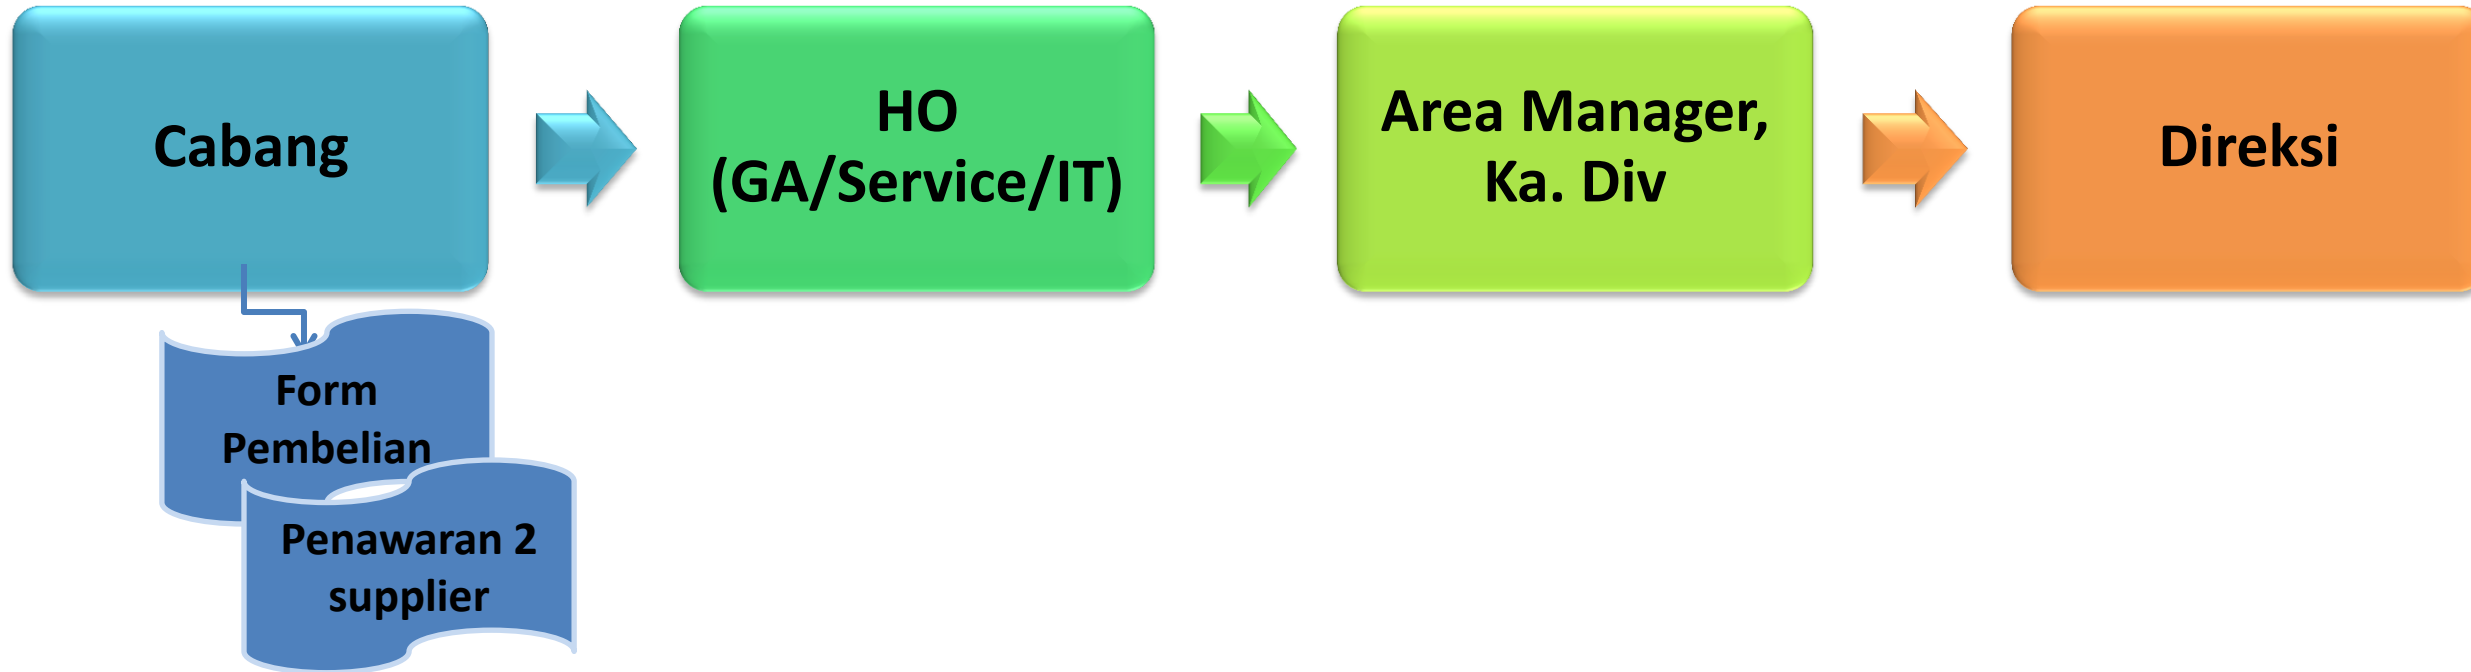 Cabang
HO
(GA/Service/IT)
Area Manager,
Ka. Div
Direksi
Form
Pembelian
Penawaran 2
supplier